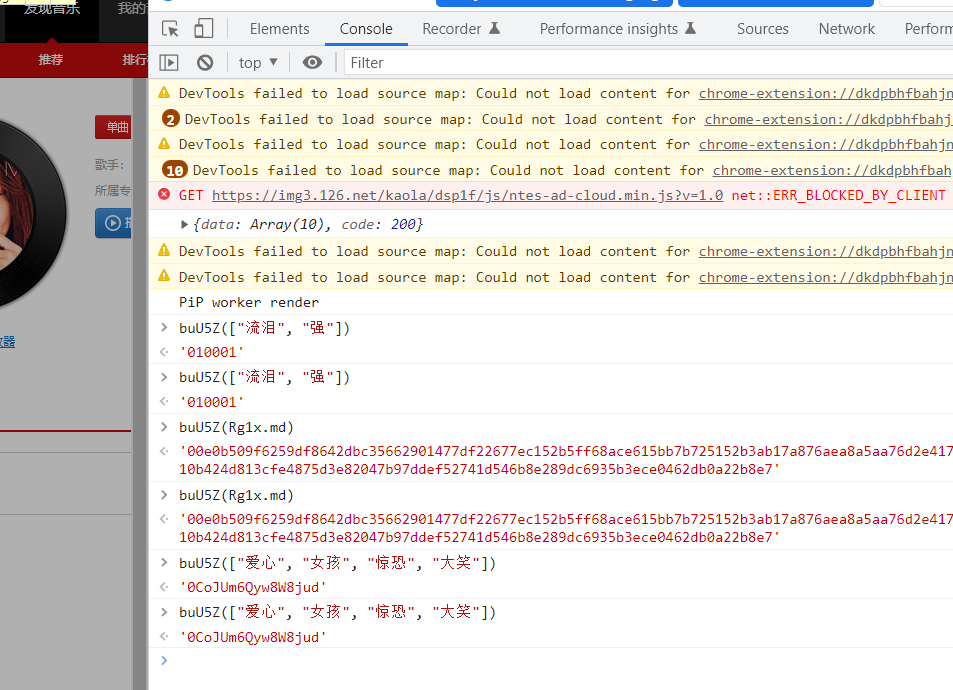 发现音乐
我的
推荐
排行
单曲
歌手:
所属专
Elements
Console
Recorder
Performance insights
Sources
Network
Perform
top
Filter
DevTools failed to load source map: Could not load content for chrome-extension://dkdpbhfbahjn
2 DevTools failed to load source map: Could not load content for chrome-extension://dkdpbhfbahj
DevTools failed to load source map: Could not load content for chrome-extension://dkdpbhfbahjn
10 DevTools failed to load source map: Could not load content for chrome-extension://dkdpbhfbah
GET https://img3.126.net/kaola/dsp1f/js/ntes-ad-cloud.min.js?v=1.0 net::ERR_BLOCKED_BY_CLIENT
{data: Array(10), code: 200}
DevTools failed to load source map: Could not load content for chrome-extension://dkdpbhfbahjn
DevTools failed to load source map: Could not load content for chrome-extension://dkdpbhfbahjn
PiP worker render
buU5Z(["流泪", "强"])
'010001'
buU5Z(["流泪", "强"])
'010001'
buU5Z(Rg1x.md)
'00e0b509f6259df8642dbc35662901477df22677ec152b5ff68ace615bb7b725152b3ab17a876aea8a5aa76d2e417
10b424d813cfe4875d3e82047b97ddef52741d546b8e289dc6935b3ece0462db0a22b8e7'
buU5Z(Rg1x.md)
'00e0b509f6259df8642dbc35662901477df22677ec152b5ff68ace615bb7b725152b3ab17a876aea8a5aa76d2e417
10b424d813cfe4875d3e82047b97ddef52741d546b8e289dc6935b3ece0462db0a22b8e7'
buU5Z(["爱心", "女孩", "惊恐", "大笑"])
'0CoJUm6Qyw8W8jud'
buU5Z(["爱心", "女孩", "惊恐", "大笑"])
'0CoJUm6Qyw8W8jud'